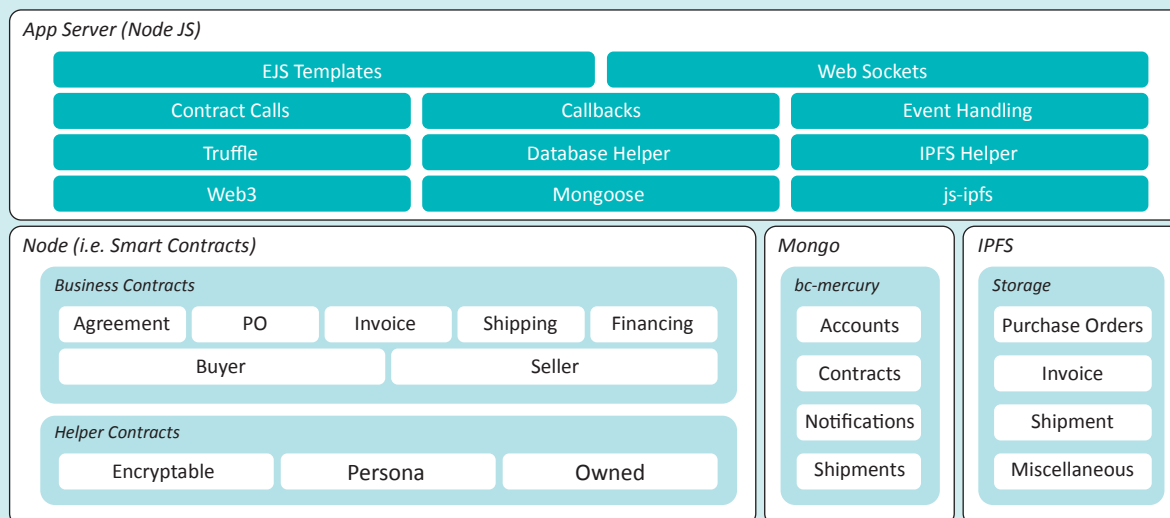 App Server (Node JS)
EJS Templates Web Sockets
Contract Calls Callbacks Event Handling
Truffle Database Helper IPFS Helper
Web3 Mongoose js-ipfs
Node (i.e. Smart Contracts)
Business Contracts
Agreement PO Invoice Shipping Financing
Buyer Seller
Helper Contracts
Encryptable Persona Owned
Mongo
bc-mercury
Accounts
Contracts
Notifications
Shipments
IPFS
Storage
Purchase Orders
Invoice
Shipment
Miscellaneous